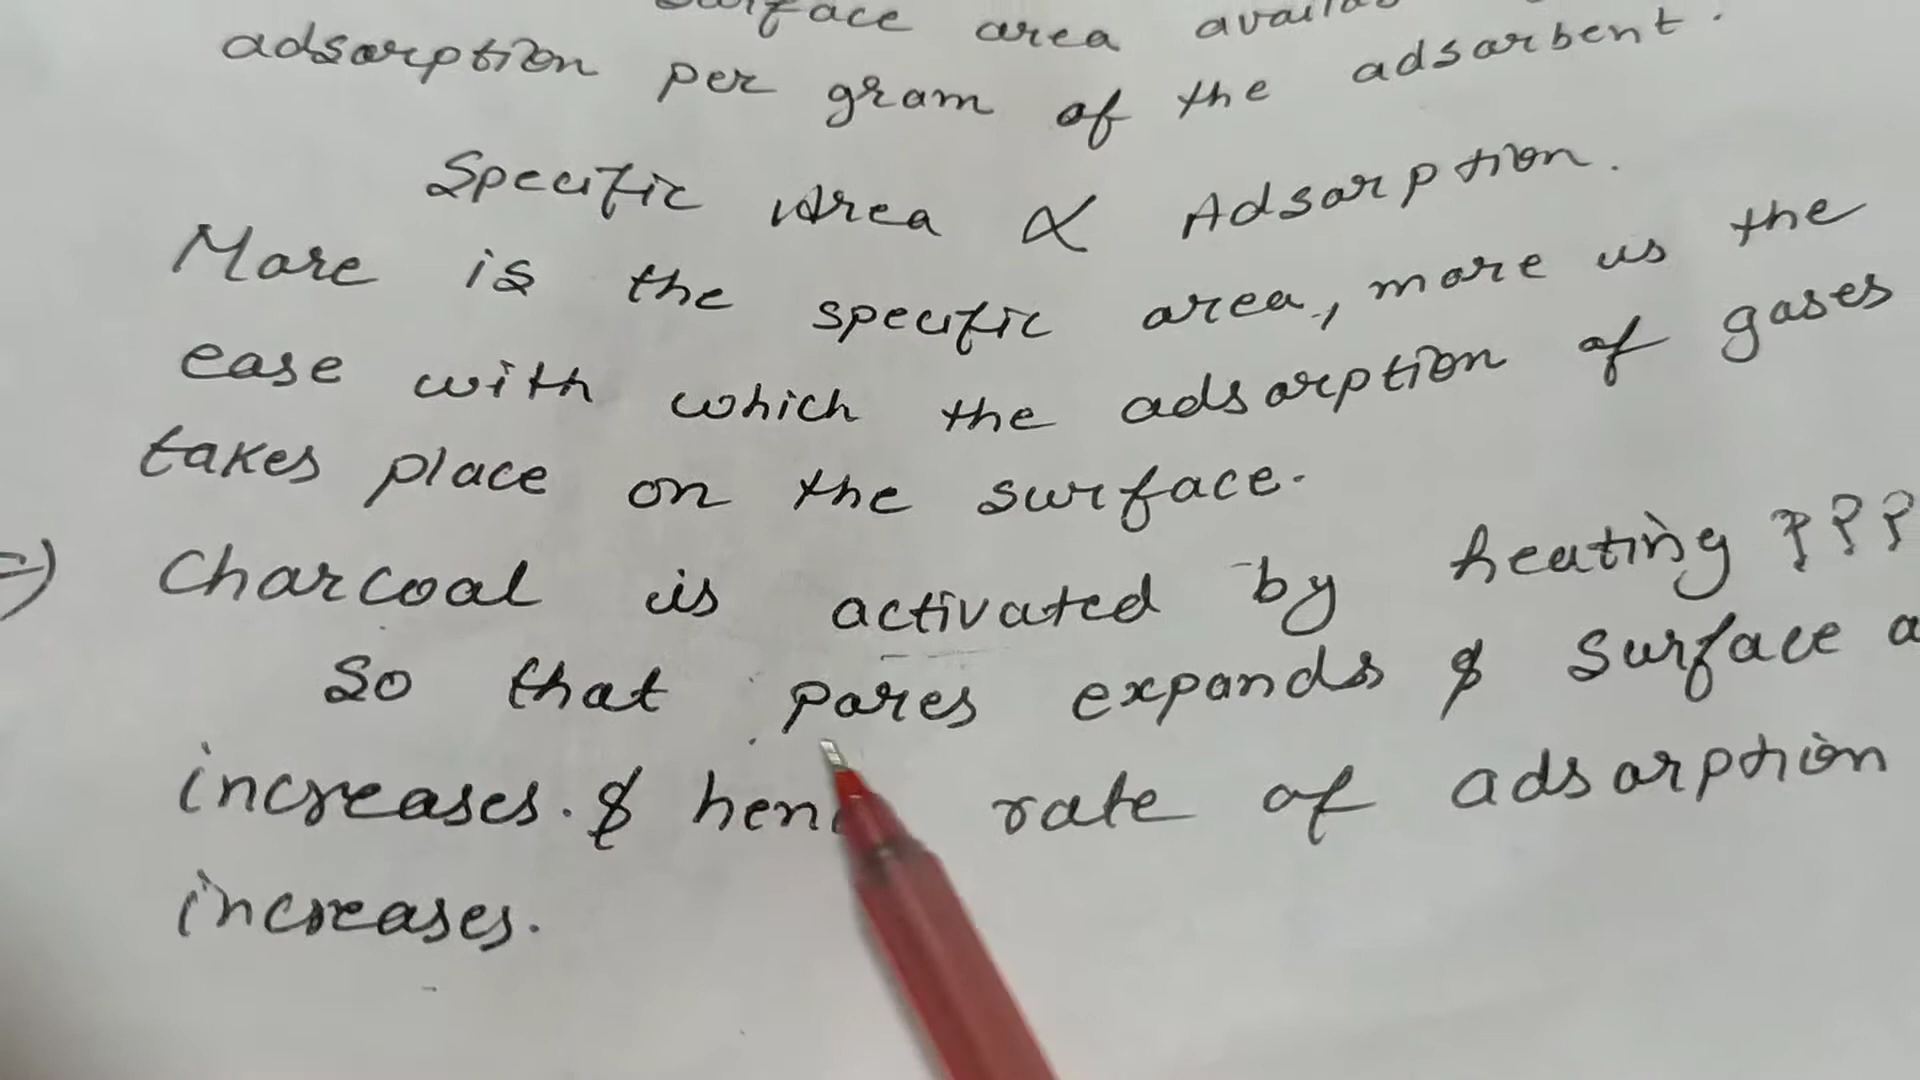 surface area
adsorption per gram of the adsorbent.
Specific Area ∝ Adsorption.
More is the specific area, more is the
ease with which the adsorption of gases
takes place on the surface.
=) Charcoal is activated by heating ???
So that pores expands & surface a
increases. & hen rate of adsorption
increases.